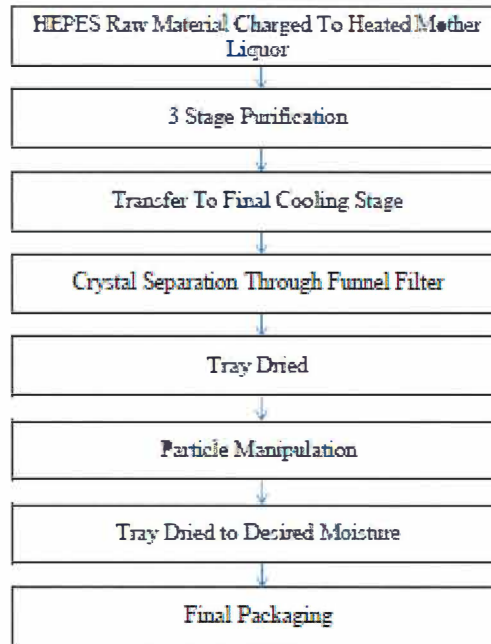 HEPES Raw Material Charged To Heated Mother
Liquor
3 Stage Purification
Transfer To Final Cooling Stage
Crystal Separation Through Funnel Filter
Tray Dried
Particle Manipulation
Tray Dried to Desired Moisture
Final Packaging